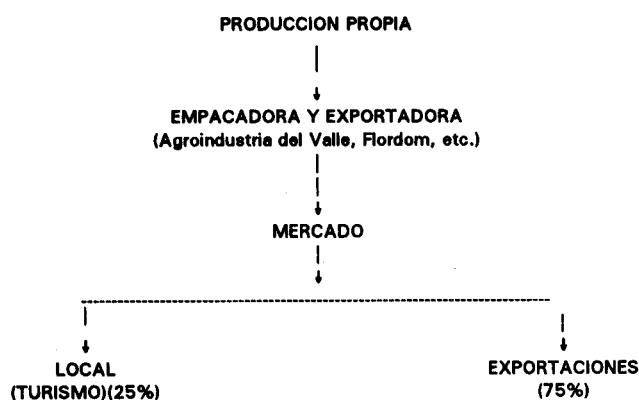 PRODUCCION PROPIA
EMPACADORA Y EXPORTADORA
(Agroindustria del Valle, Flordom, etc.)
MERCADO
LOCAL
(TURISMO)(25%)
EXPORTACIONES
(75%)